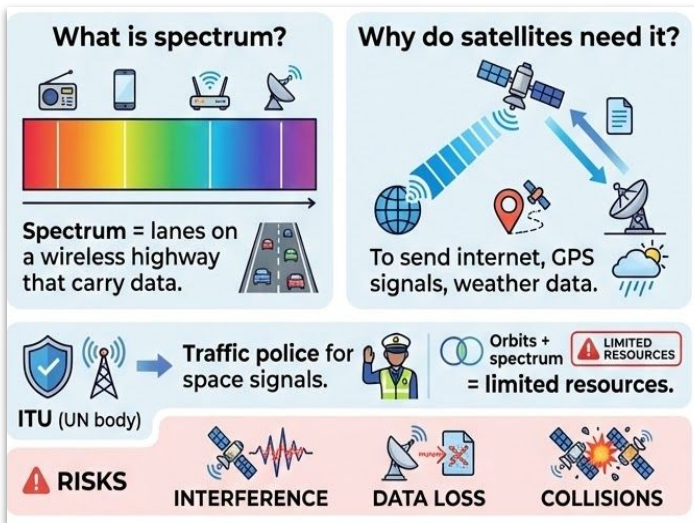 What is spectrum?
Spectrum = lanes on
a wireless highway
that carry data.
Why do satellites need it?
To send internet, GPS
signals, weather data.
ITU (UN body)
Traffic police for
space signals.
Orbits +
spectrum
LIMITED
RESOURCES
= limited resources.
RISKS
INTERFERENCE
DATA LOSS
COLLISIONS